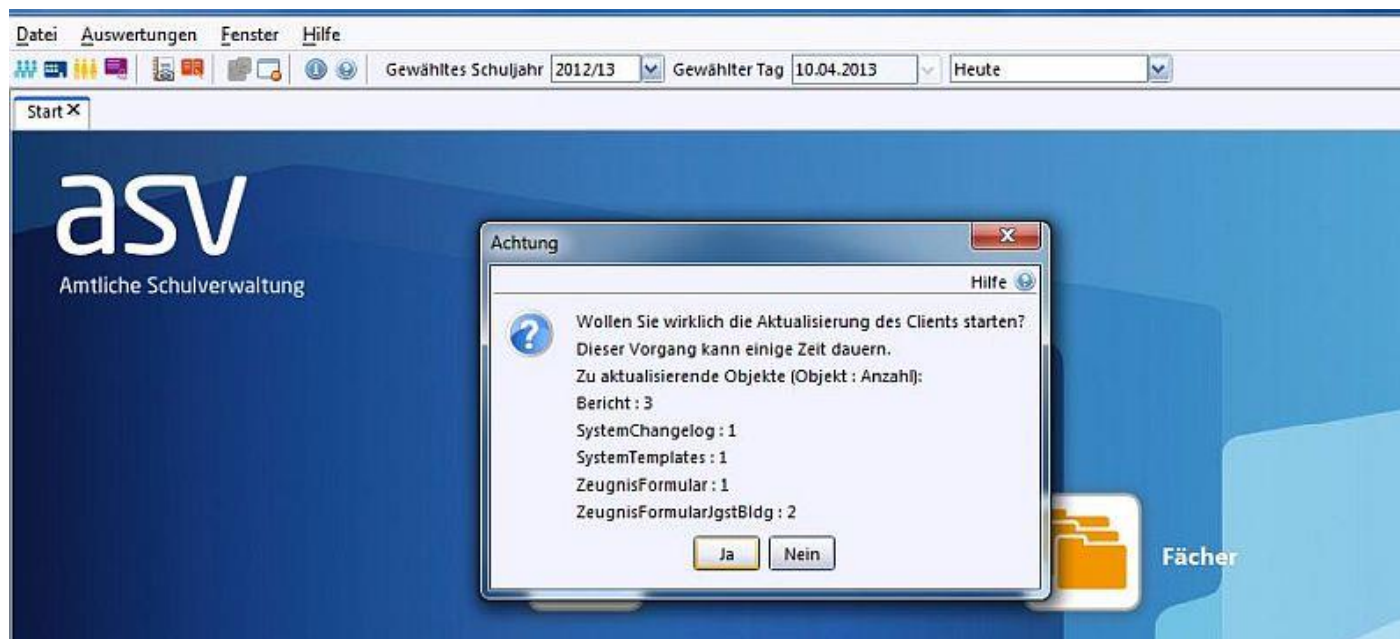 Datei Auswertungen Fenster Hilfe
Gewähltes Schuljahr 2012/13 Gewählter Tag 10.04.2013 Heute
Start
asv
Amtliche Schulverwaltung
Achtung
Hilfe
Wollen Sie wirklich die Aktualisierung des Clients starten?
Dieser Vorgang kann einige Zeit dauern.
Zu aktualisierende Objekte (Objekt : Anzahl):
Bericht : 3
SystemChangelog : 1
SystemTemplates : 1
ZeugnisFormular : 1
ZeugnisFormularJgstBldg : 2
Ja Nein
Fächer